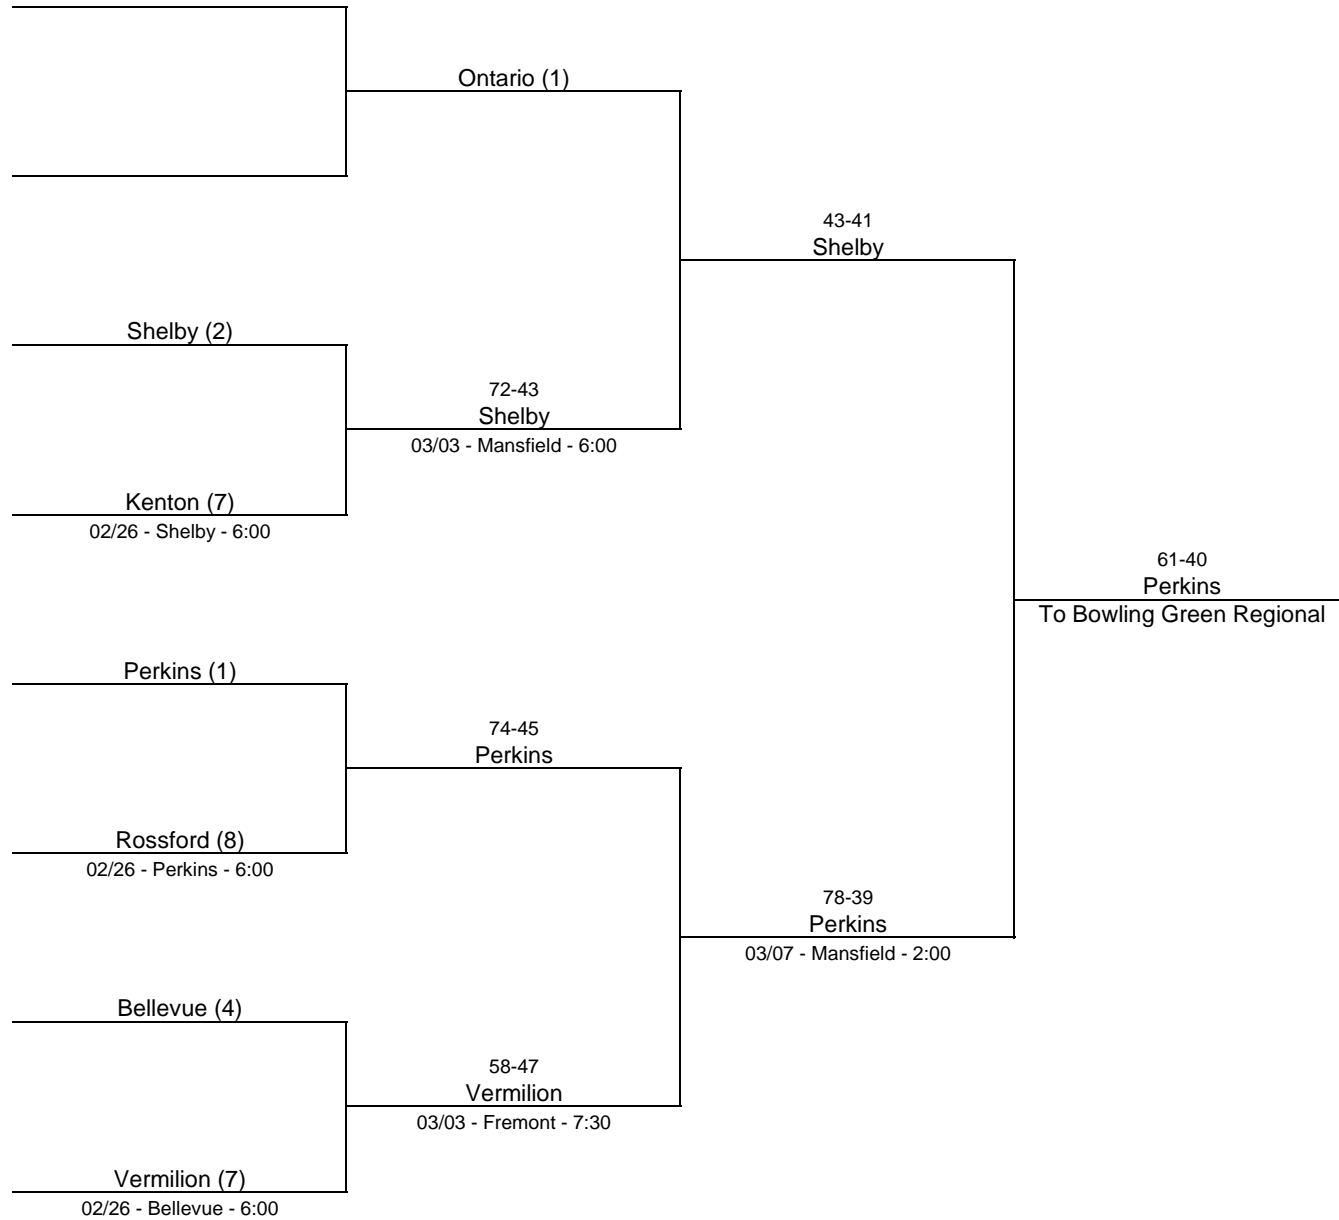 Ontario (1)
43-41
Shelby
Shelby (2)
72-43
Shelby
03/03 - Mansfield - 6:00
Kenton (7)
02/26 - Shelby - 6:00
61-40
Perkins
To Bowling Green Regional
Perkins (1)
74-45
Perkins
Rossford (8)
02/26 - Perkins - 6:00
78-39
Perkins
03/07 - Mansfield - 2:00
Bellevue (4)
58-47
Vermilion
03/03 - Fremont - 7:30
Vermilion (7)
02/26 - Bellevue - 6:00